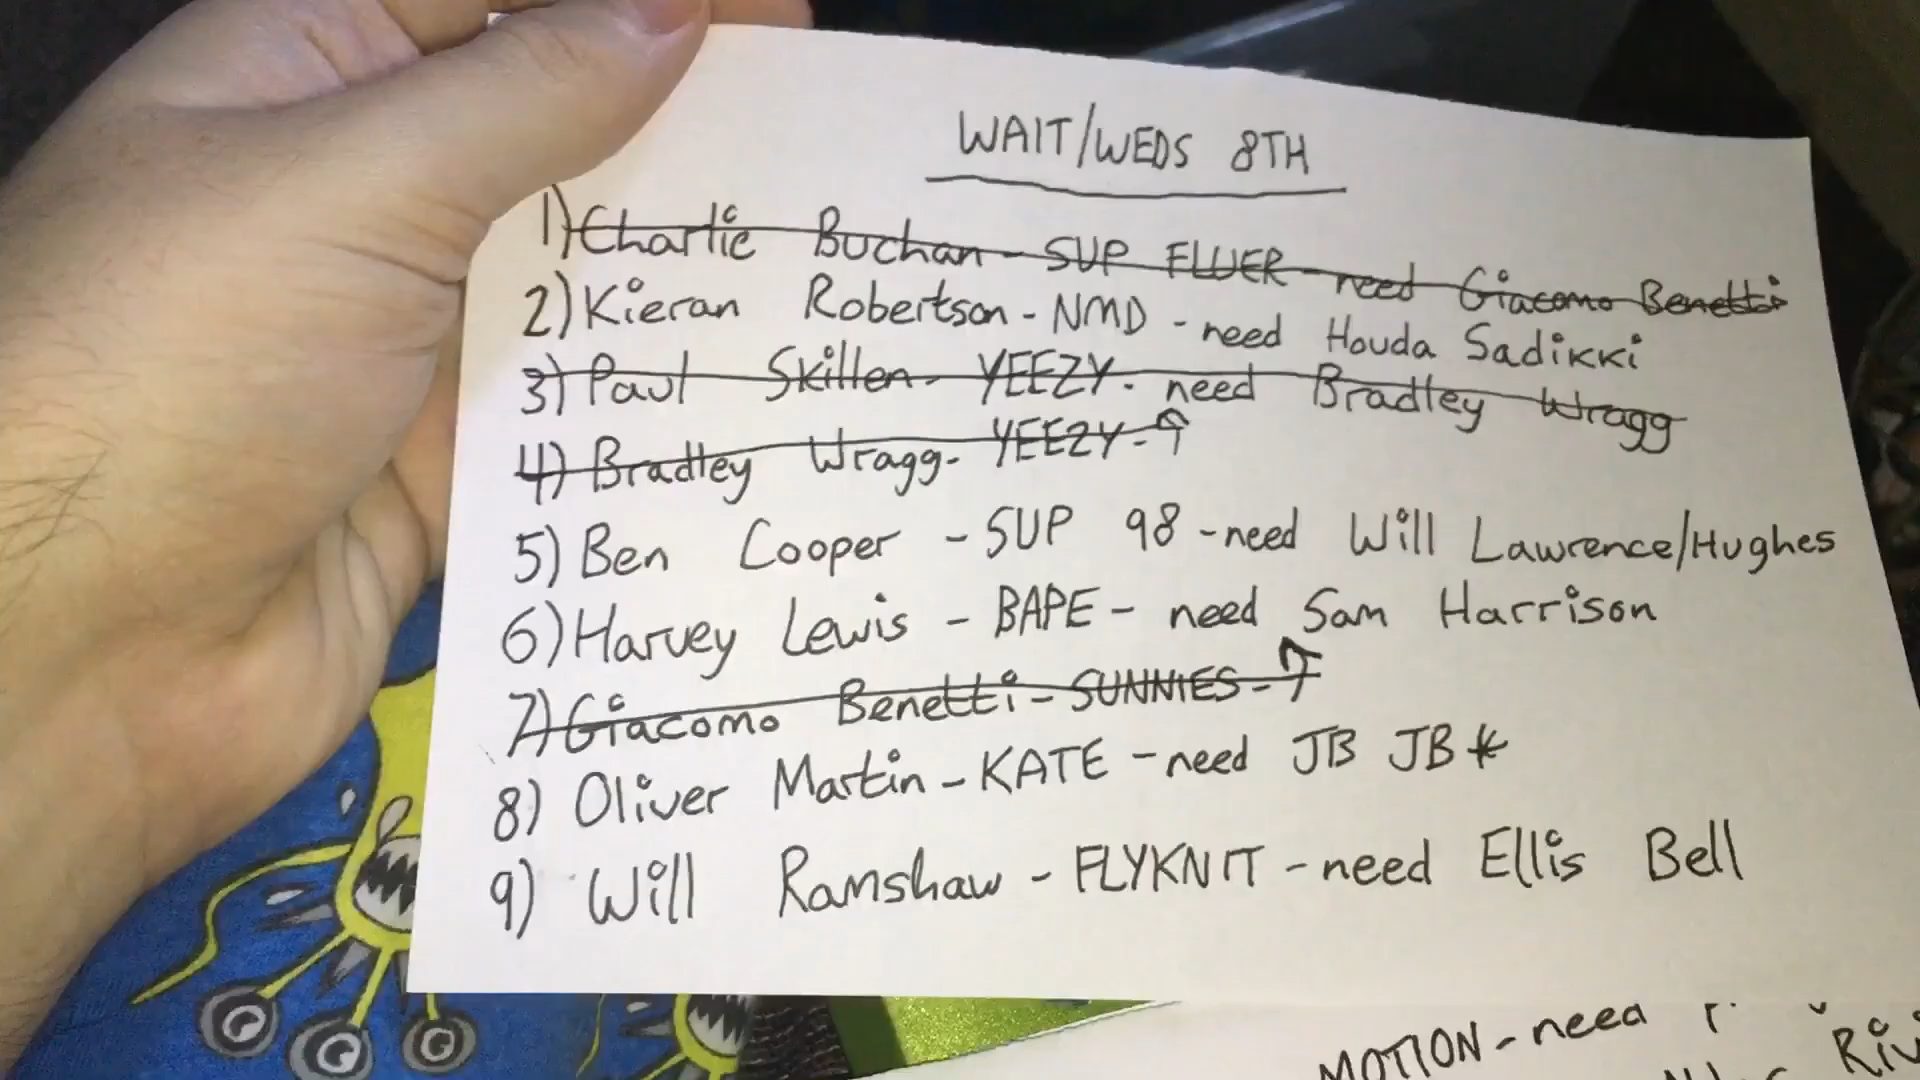 WAIT/WEDS 8TH
1) Charlie Buchan - SUP FLUER - need Giacomo Benetti
2) Kieran Robertson - NMD - need Houda Sadikki
3) Paul Skillen - YEEZY - need Bradley Wragg
4) Bradley Wragg - YEEZY - ↑
5) Ben Cooper - SUP 98 - need Will Lawrence/Hughes
6) Harvey Lewis - BAPE - need Sam Harrison
7) Giacomo Benetti - SUNNIES - ↑
8) Oliver Martin - KATE - need JB JB *
9) Will Ramshaw - FLYKNIT - need Ellis Bell
MOTION - need